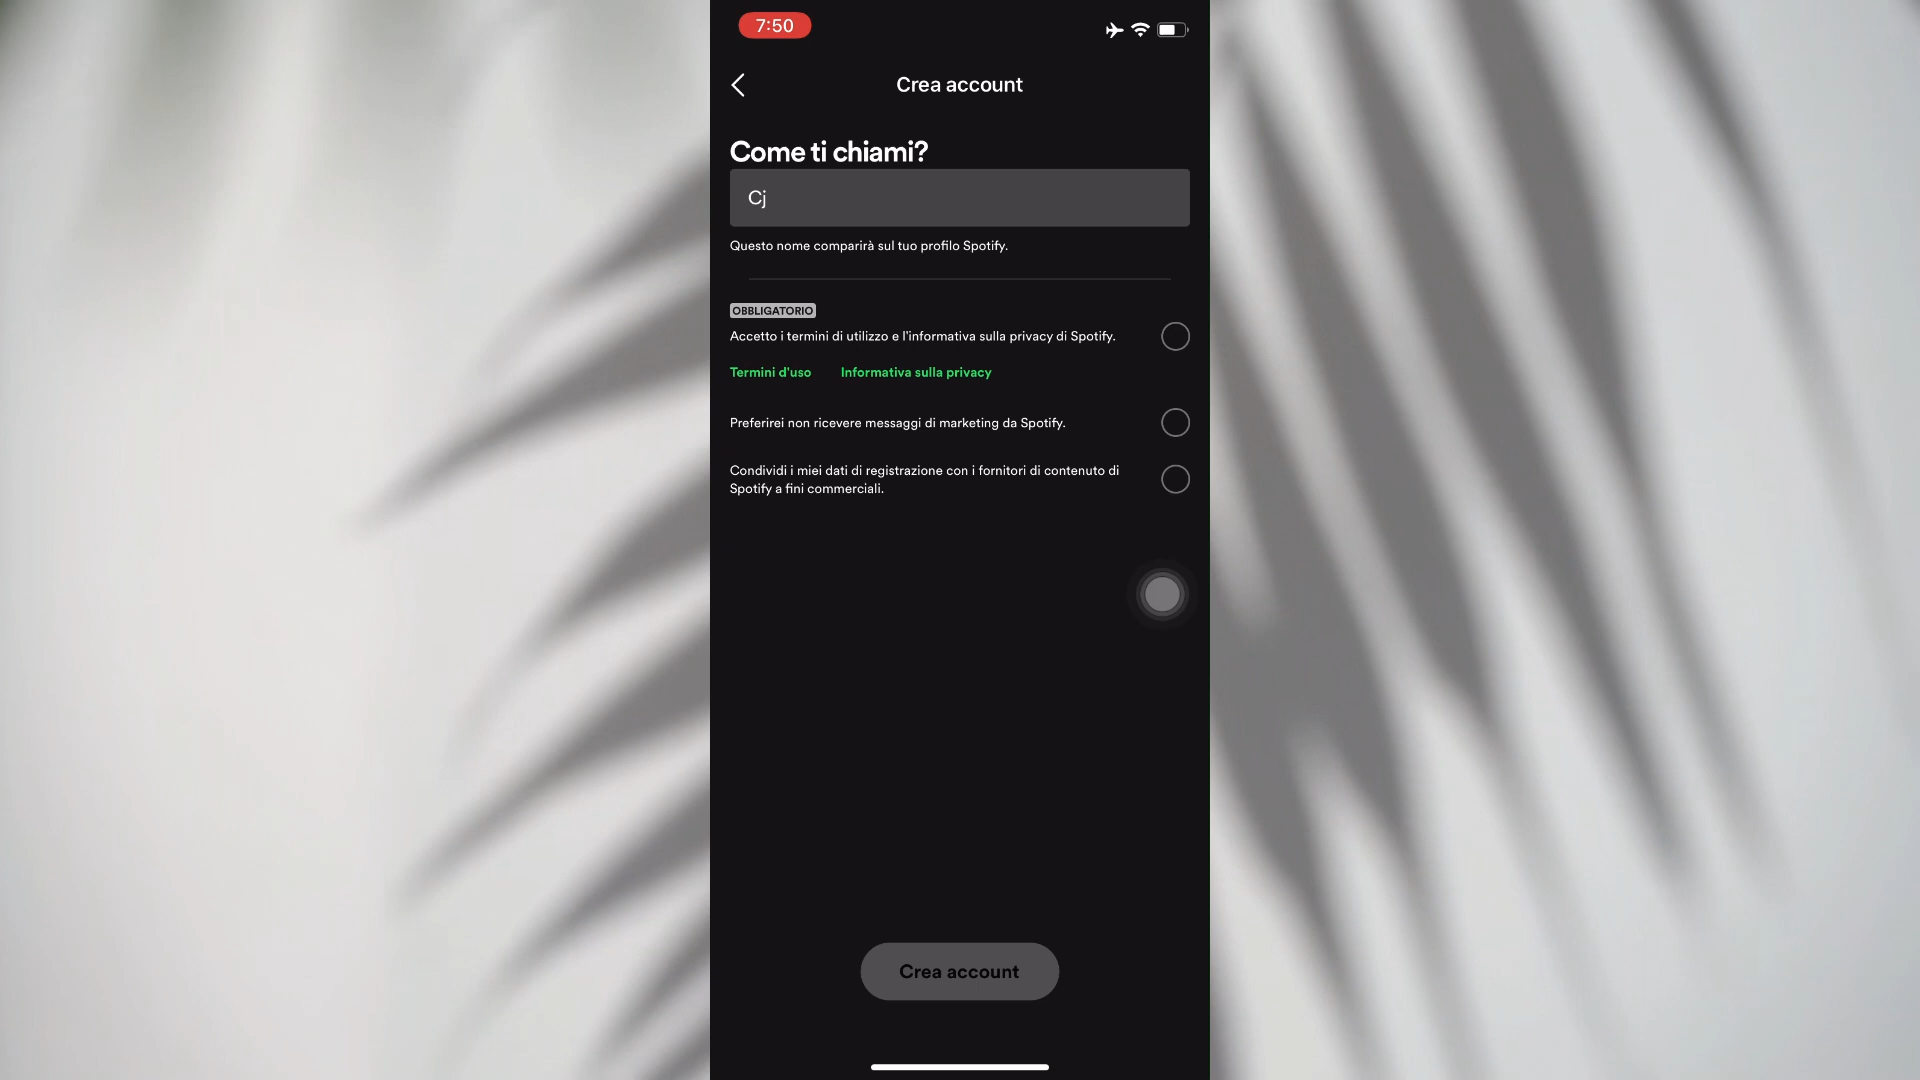 7:50
Crea account
Come ti chiami?
Cj
Questo nome comparirà sul tuo profilo Spotify.
OBBLIGATORIO
Accetto i termini di utilizzo e l'informativa sulla privacy di Spotify.
Termini d'uso Informativa sulla privacy
Preferirei non ricevere messaggi di marketing da Spotify.
Condividi i miei dati di registrazione con i fornitori di contenuto di
Spotify a fini commerciali.
Crea account